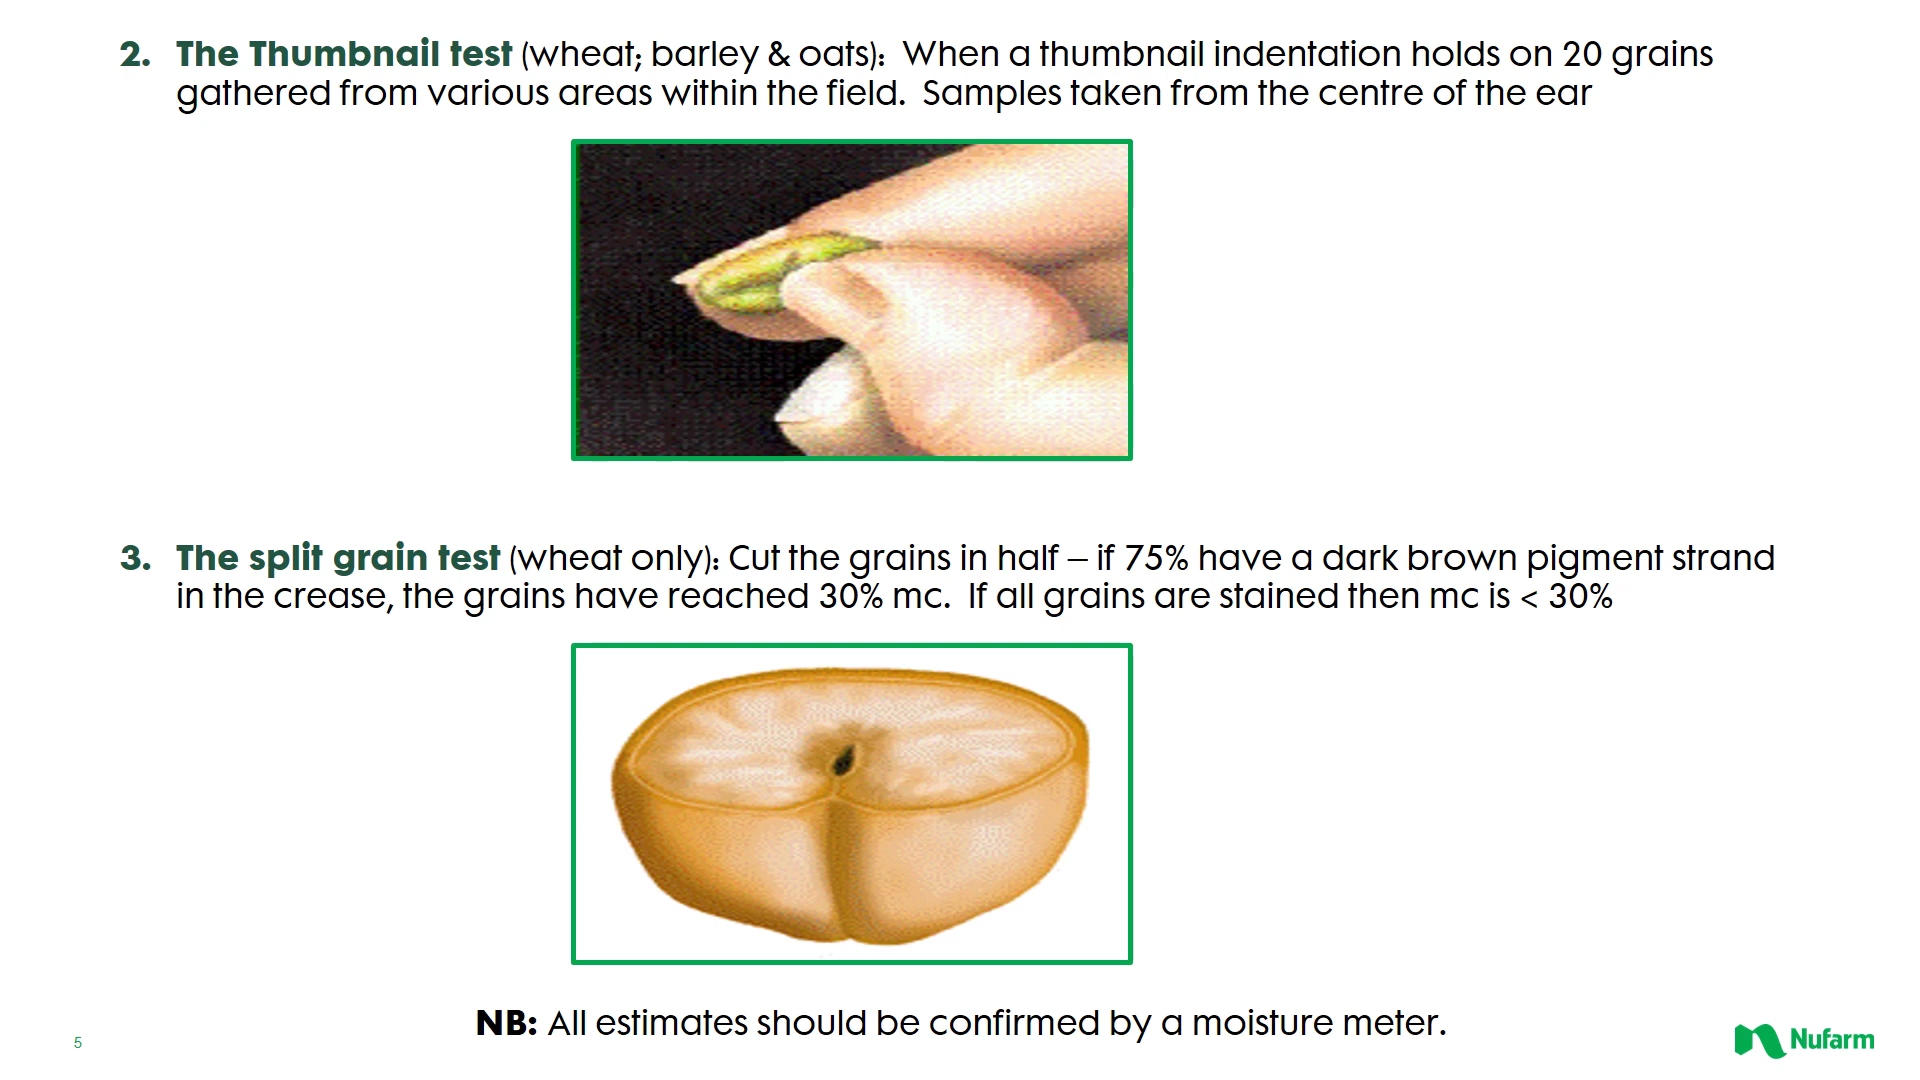 2. The Thumbnail test (wheat; barley & oats):  When a thumbnail indentation holds on 20 grains
gathered from various areas within the field.  Samples taken from the centre of the ear
3. The split grain test (wheat only): Cut the grains in half – if 75% have a dark brown pigment strand
in the crease, the grains have reached 30% mc.  If all grains are stained then mc is < 30%
NB: All estimates should be confirmed by a moisture meter.
5
Nufarm